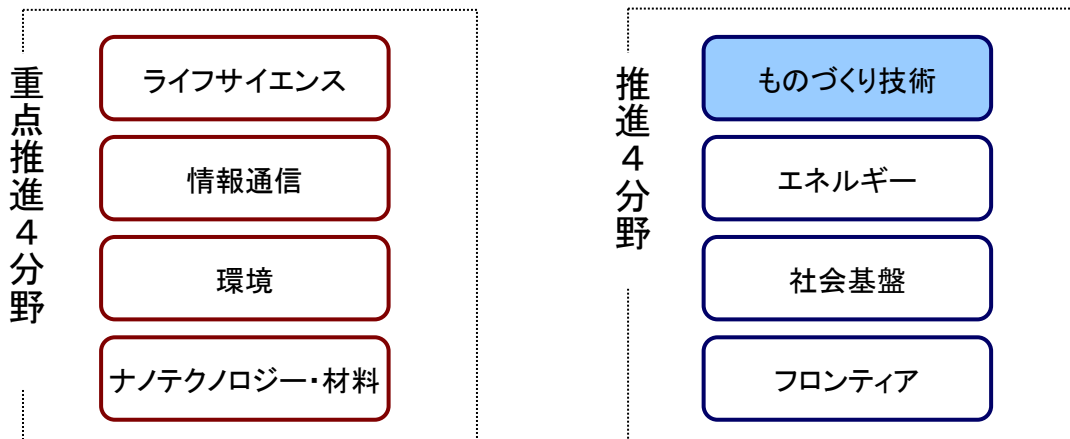 重点推進４分野
ライフサイエンス
情報通信
環境
ナノテクノロジー・材料
推進４分野
ものづくり技術
エネルギー
社会基盤
フロンティア